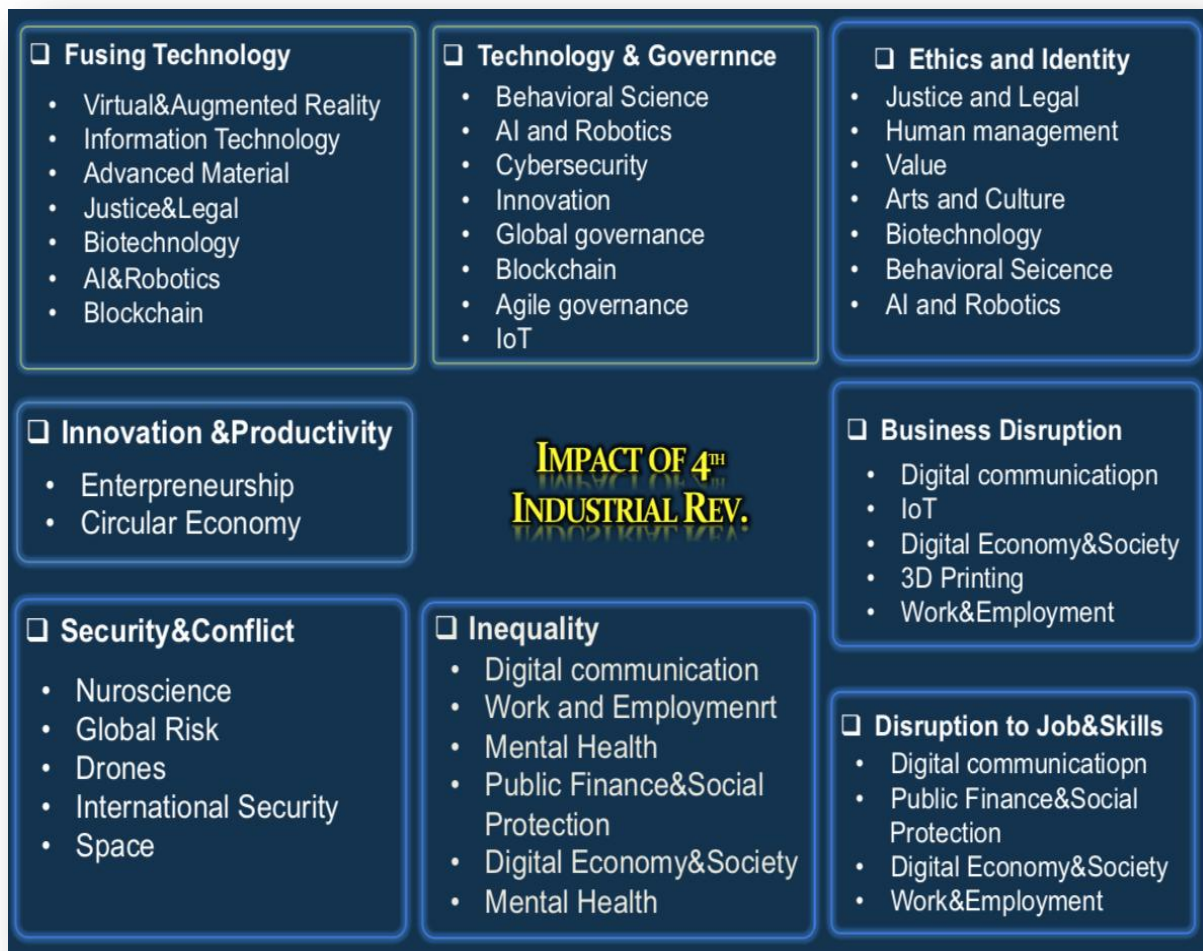 ❑ Fusing Technology
• Virtual&Augmented Reality
• Information Technology
• Advanced Material
• Justice&Legal
• Biotechnology
• AI&Robotics
• Blockchain
❑ Technology & Governnce
• Behavioral Science
• AI and Robotics
• Cybersecurity
• Innovation
• Global governance
• Blockchain
• Agile governance
• IoT
❑ Ethics and Identity
• Justice and Legal
• Human management
• Value
• Arts and Culture
• Biotechnology
• Behavioral Seicence
• AI and Robotics
❑ Innovation &Productivity
• Enterpreneurship
• Circular Economy
IMPACT OF 4TH
INDUSTRIAL REV.
❑ Business Disruption
• Digital communicatiopn
• IoT
• Digital Economy&Society
• 3D Printing
• Work&Employment
❑ Security&Conflict
• Nuroscience
• Global Risk
• Drones
• International Security
• Space
❑ Inequality
• Digital communication
• Work and Employmenrt
• Mental Health
• Public Finance&Social
Protection
• Digital Economy&Society
• Mental Health
❑ Disruption to Job&Skills
• Digital communicatiopn
• Public Finance&Social
Protection
• Digital Economy&Society
• Work&Employment